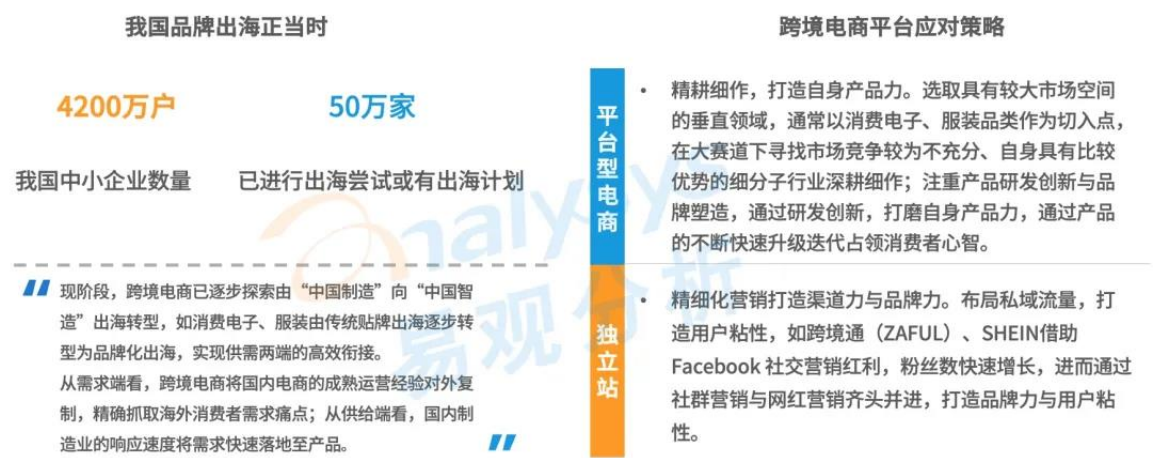 我国品牌出海正当时
4200万户
50万家
我国中小企业数量
已进行出海尝试或有出海计划
现阶段，跨境电商已逐步探索由“中国制造”向“中国智
造”出海转型，如消费电子、服装由传统贴牌出海逐步转
型为品牌化出海，实现供需两端的高效衔接。
从需求端看，跨境电商将国内电商的成熟运营经验对外复
制，精确抓取海外消费者需求痛点；从供给端看，国内制
造业的响应速度将需求快速落地至产品。
跨境电商平台应对策略
平台型电商
• 精耕细作，打造自身产品力。选取具有较大市场空间
的垂直领域，通常以消费电子、服装品类作为切入点，
在大赛道下寻找市场竞争较为不充分、自身具有比较
优势的细分子行业深耕细作；注重产品研发创新与品
牌塑造，通过研发创新，打磨自身产品力，通过产品
的不断快速升级迭代占领消费者心智。
独立站
• 精细化营销打造渠道力与品牌力。布局私域流量，打
造用户粘性，如跨境通（ZAFUL）、SHEIN借助
Facebook 社交营销红利，粉丝数快速增长，进而通过
社群营销与网红营销齐头并进，打造品牌力与用户粘
性。
analysys
易观分析